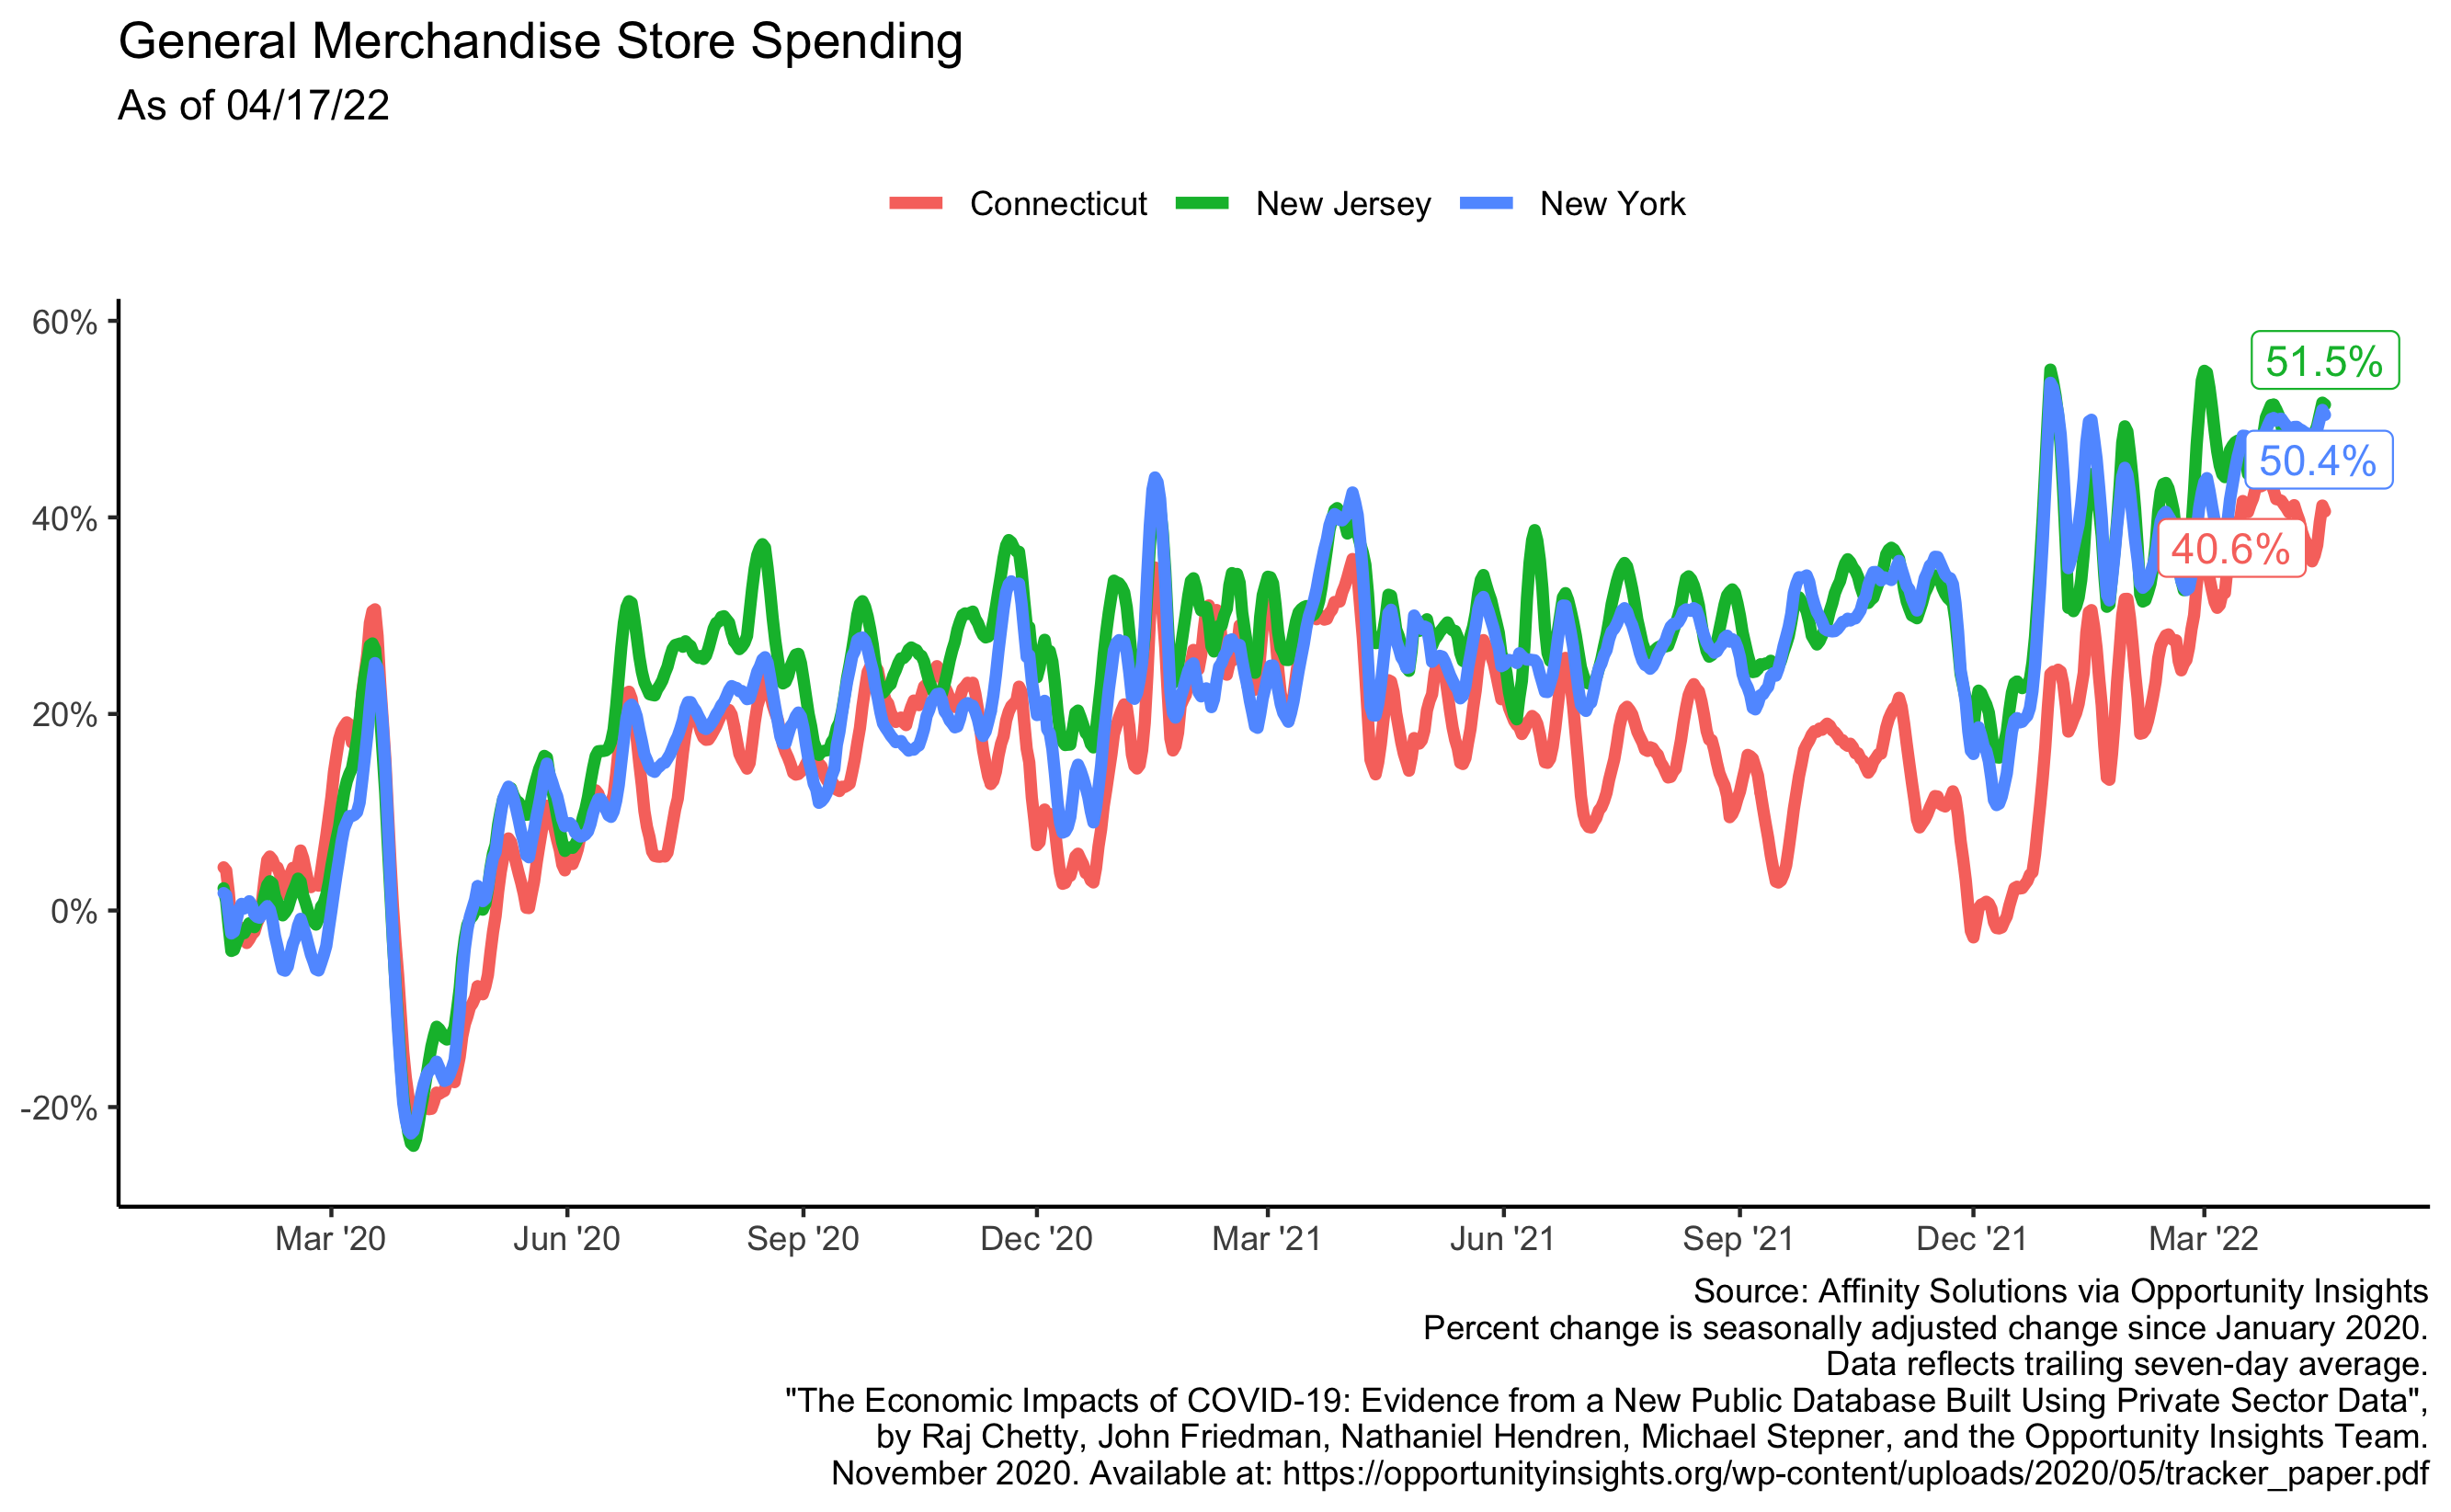 General Merchandise Store Spending
As of 04/17/22
Connecticut New Jersey New York
60%
40%
20%
0%
-20%
51.5%
50.4%
40.6%
Mar '20 Jun '20 Sep '20 Dec '20 Mar '21 Jun '21 Sep '21 Dec '21 Mar '22
Source: Affinity Solutions via Opportunity Insights
Percent change is seasonally adjusted change since January 2020.
Data reflects trailing seven-day average.
"The Economic Impacts of COVID-19: Evidence from a New Public Database Built Using Private Sector Data",
by Raj Chetty, John Friedman, Nathaniel Hendren, Michael Stepner, and the Opportunity Insights Team.
November 2020. Available at: https://opportunityinsights.org/wp-content/uploads/2020/05/tracker_paper.pdf